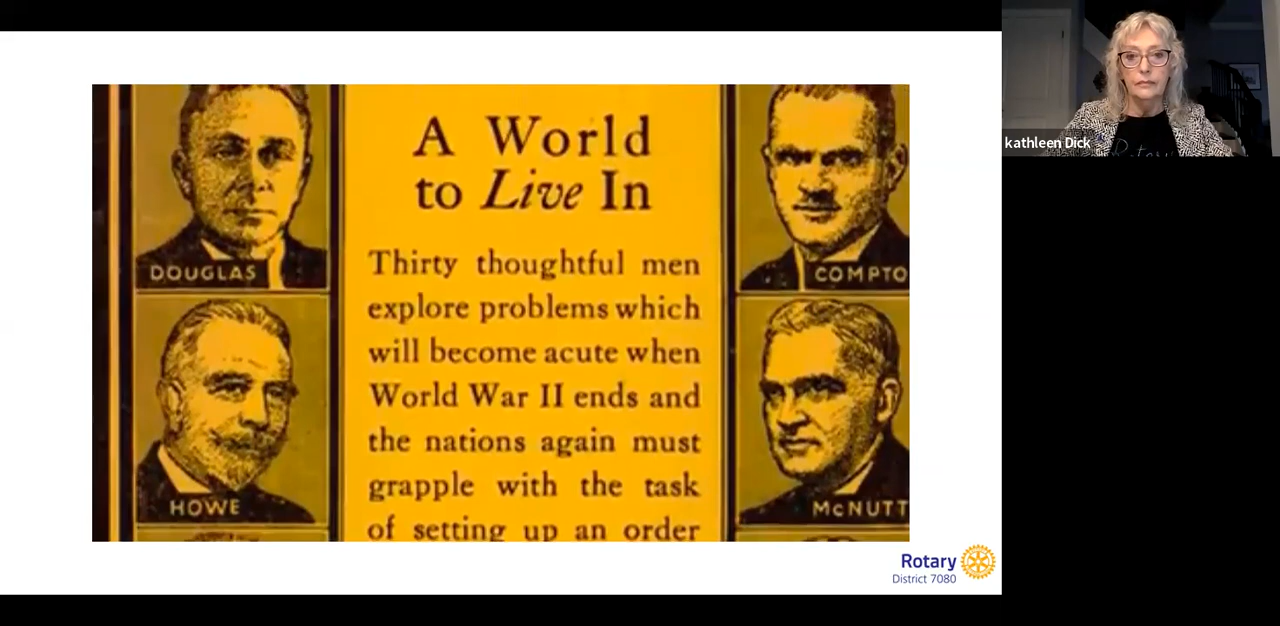 A World
to Live In
Thirty thoughtful men
explore problems which
will become acute when
World War II ends and
the nations again must
grapple with the task
of setting up an order
DOUGLAS
HOWE
COMPTO
McNUTT
Rotary
District 7080
kathleen Dick
Rotary